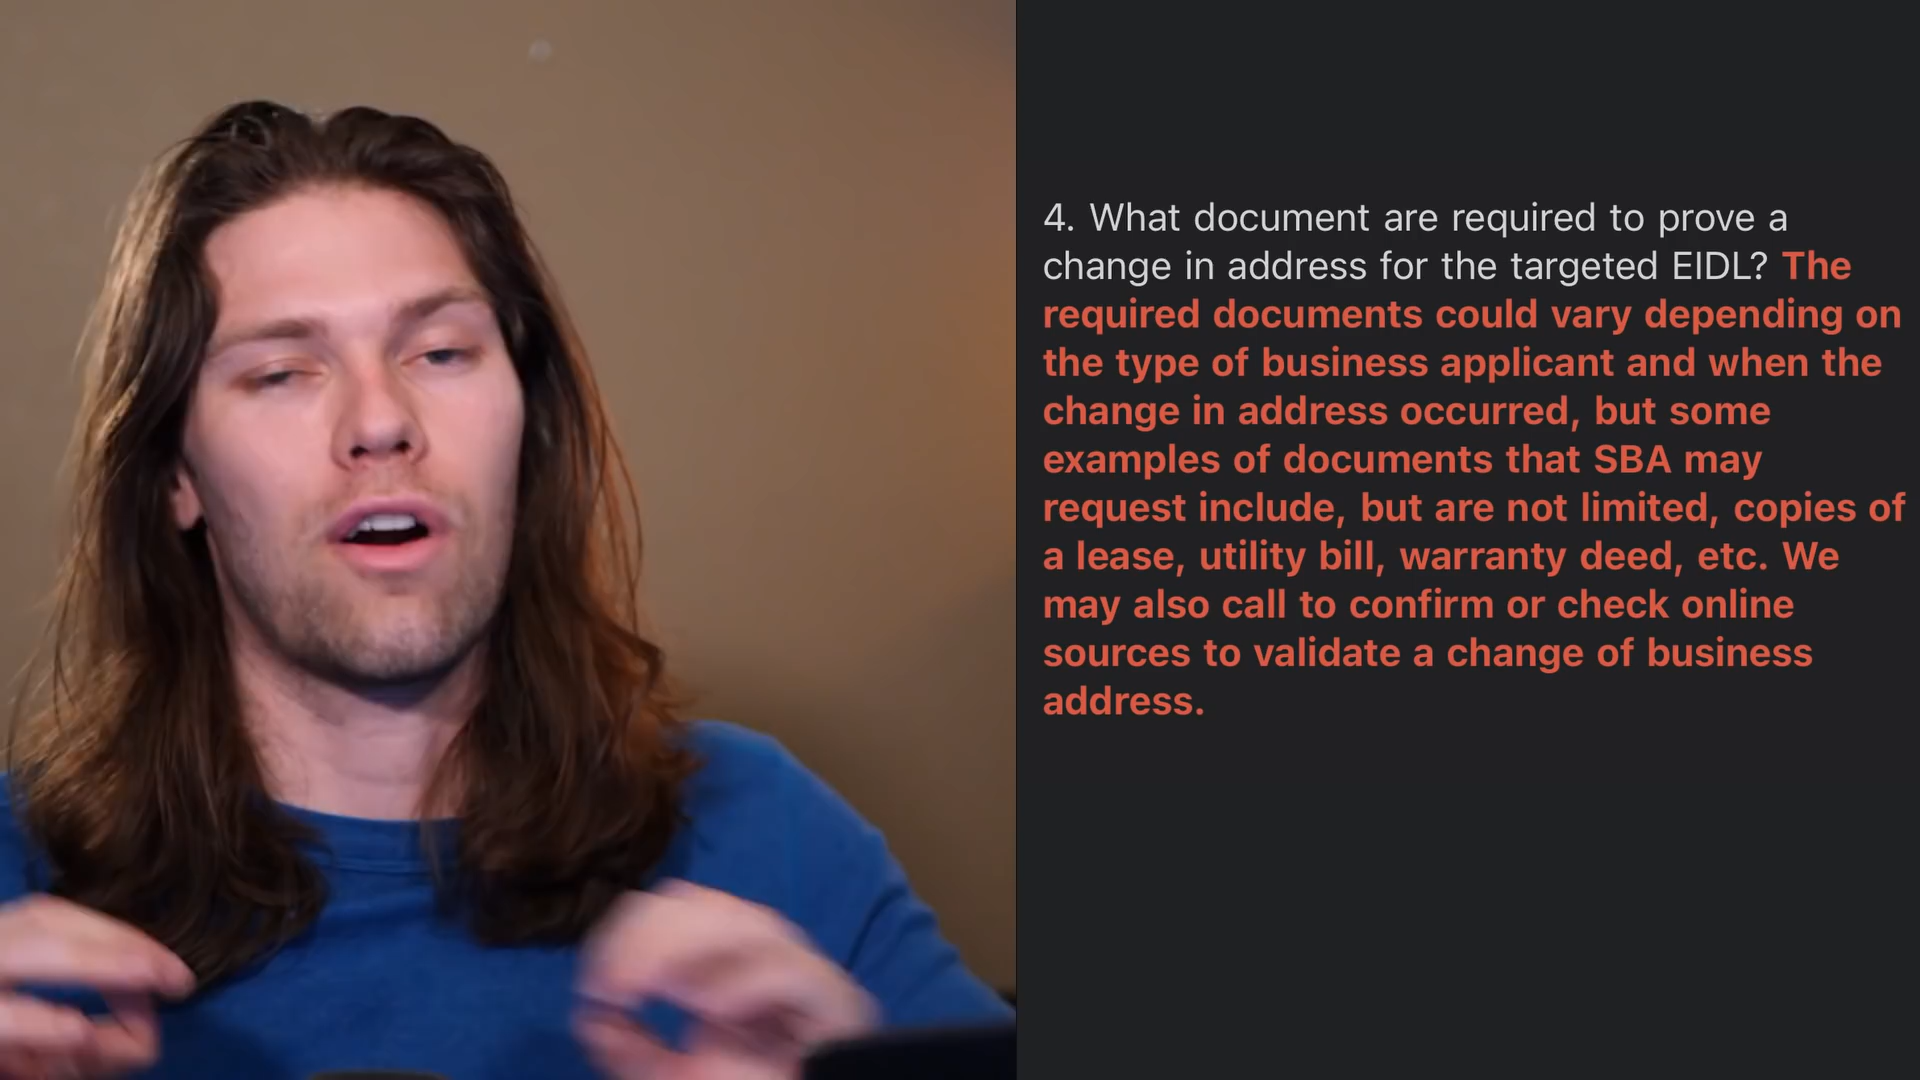 4. What document are required to prove a
change in address for the targeted EIDL? The
required documents could vary depending on
the type of business applicant and when the
change in address occurred, but some
examples of documents that SBA may
request include, but are not limited, copies of
a lease, utility bill, warranty deed, etc. We
may also call to confirm or check online
sources to validate a change of business
address.